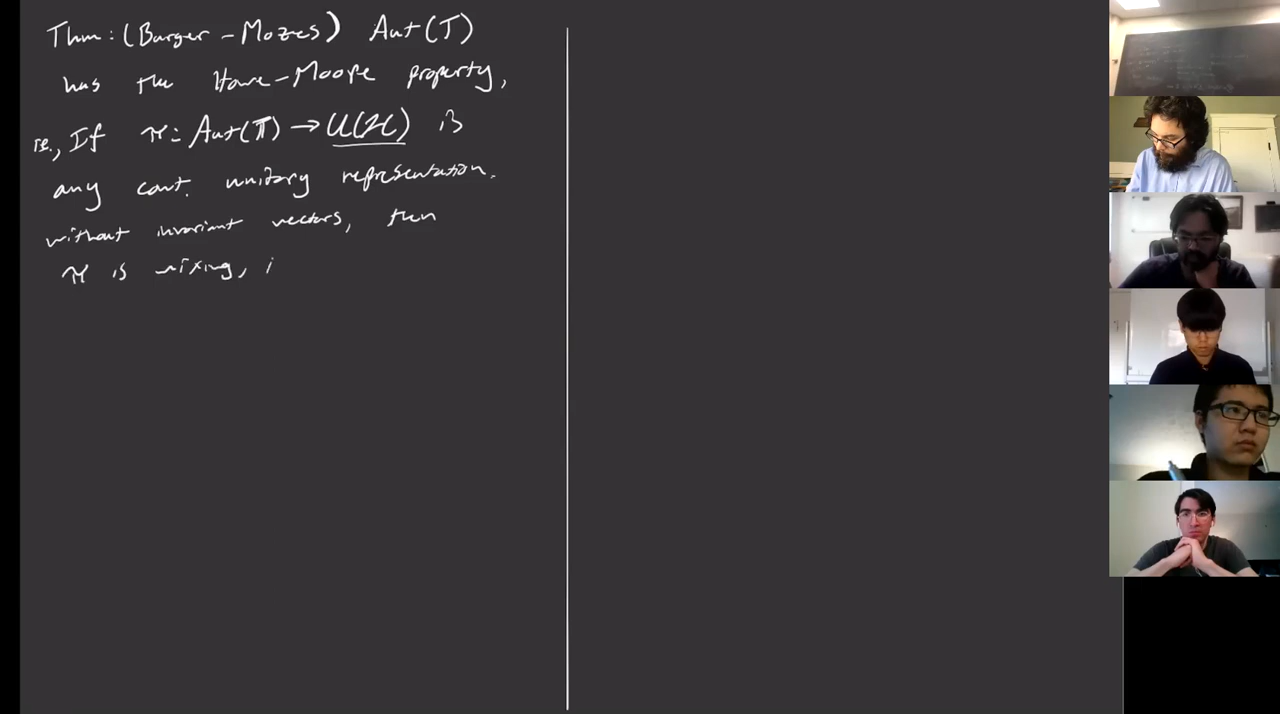 Thm: (Burger-Mozes) Aut(T)
has the Howe-Moore property,
ie., If π: Aut(T) → U(H) is
any cont. unitary representation.
without invariant vectors, then
π is mixing, i